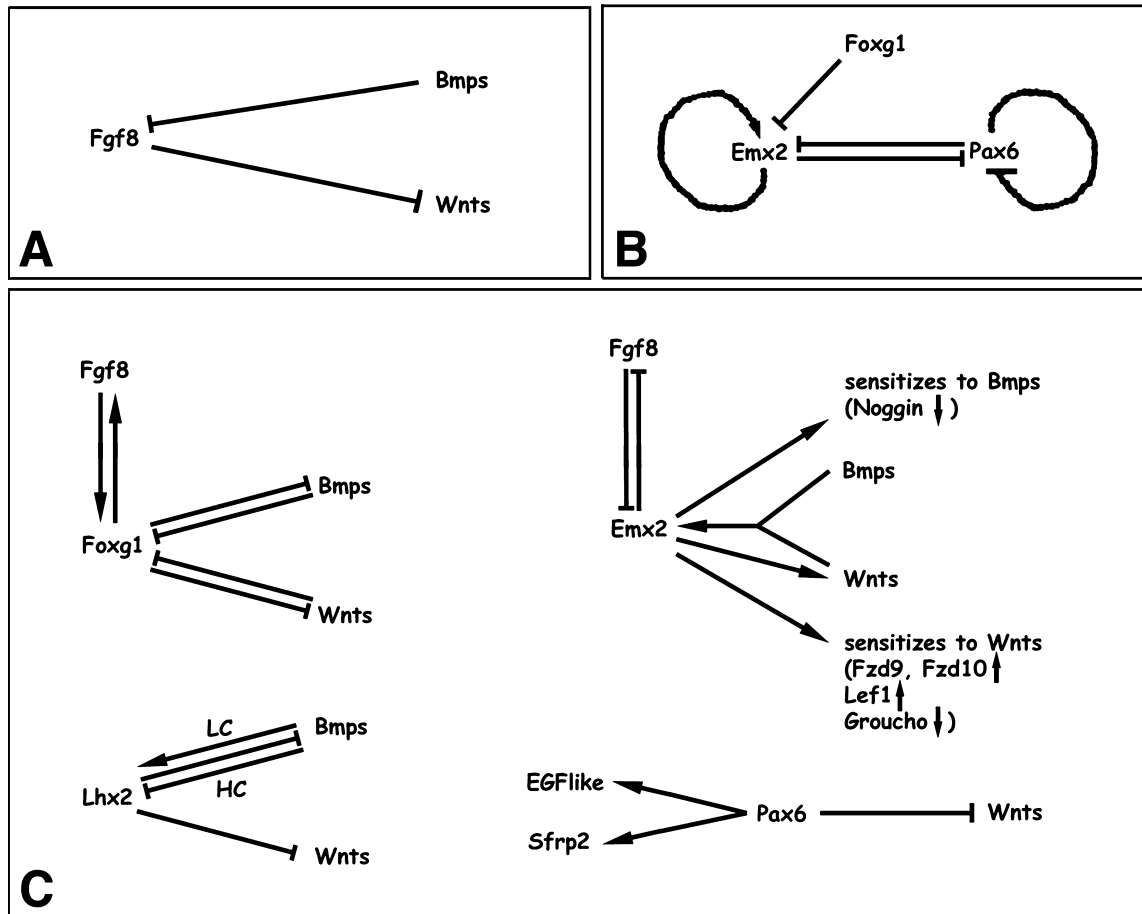 Bmps
Fgf8
Wnts
A
Foxg1
Emx2
Pax6
B
Fgf8
Foxg1
Bmps
Wnts
Fgf8
Emx2
sensitizes to Bmps
(Noggin ↓)
Bmps
Wnts
sensitizes to Wnts
(Fzd9, Fzd10 ↑
Lef1 ↑
Groucho ↓)
LC
Bmps
HC
Lhx2
Wnts
EGFlike
Pax6
Wnts
Sfrp2
C